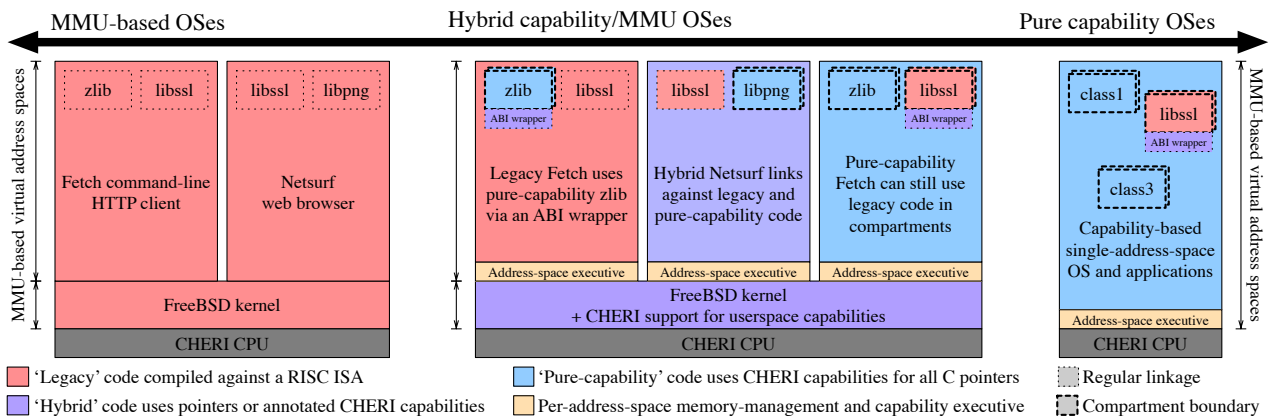 MMU-based OSes
Hybrid capability/MMU OSes
Pure capability OSes
MMU-based virtual address spaces
zlib
libssl
Fetch command-line
HTTP client
libssl
libpng
Netsurf
web browser
FreeBSD kernel
CHERI CPU
zlib
ABI wrapper
libssl
Legacy Fetch uses
pure-capability zlib
via an ABI wrapper
Address-space executive
libssl
libpng
Hybrid Netsurf links
against legacy and
pure-capability code
Address-space executive
zlib
libssl
ABI wrapper
Pure-capability
Fetch can still use
legacy code in
compartments
Address-space executive
FreeBSD kernel
+ CHERI support for userspace capabilities
CHERI CPU
class1
libssl
ABI wrapper
class3
Capability-based
single-address-space
OS and applications
Address-space executive
CHERI CPU
MMU-based virtual address spaces
‘Legacy’ code compiled against a RISC ISA
‘Pure-capability’ code uses CHERI capabilities for all C pointers
Regular linkage
‘Hybrid’ code uses pointers or annotated CHERI capabilities
Per-address-space memory-management and capability executive
Compartment boundary